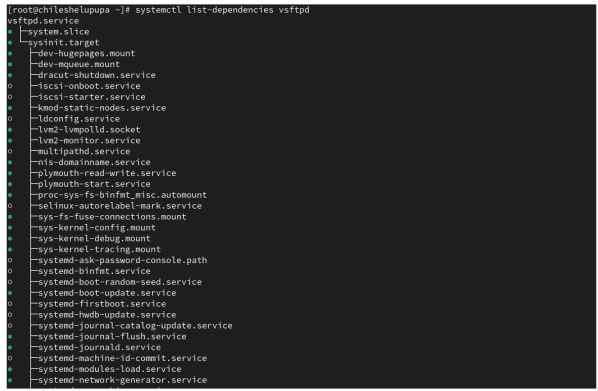 [root@chileshelupupa ~]# systemctl list-dependencies vsftpd
vsftpd.service
● ├─system.slice
● └─sysinit.target
●   ├─dev-hugepages.mount
●   ├─dev-mqueue.mount
●   ├─dracut-shutdown.service
○   ├─iscsi-onboot.service
○   ├─iscsi-starter.service
●   ├─kmod-static-nodes.service
○   ├─ldconfig.service
●   ├─lvm2-lvmpolld.socket
●   ├─lvm2-monitor.service
○   ├─multipathd.service
●   ├─nis-domainname.service
●   ├─plymouth-read-write.service
●   ├─plymouth-start.service
●   ├─proc-sys-fs-binfmt_misc.automount
○   ├─selinux-autorelabel-mark.service
●   ├─sys-fs-fuse-connections.mount
●   ├─sys-kernel-config.mount
●   ├─sys-kernel-debug.mount
●   ├─sys-kernel-tracing.mount
○   ├─systemd-ask-password-console.path
○   ├─systemd-binfmt.service
○   ├─systemd-boot-random-seed.service
●   ├─systemd-boot-update.service
○   ├─systemd-firstboot.service
○   ├─systemd-hwdb-update.service
○   ├─systemd-journal-catalog-update.service
●   ├─systemd-journal-flush.service
●   ├─systemd-journald.service
○   ├─systemd-machine-id-commit.service
●   ├─systemd-modules-load.service
●   ├─systemd-network-generator.service